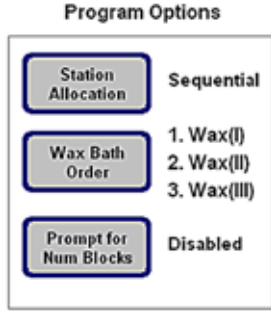 Program Options
Station
Allocation
Sequential
Wax Bath
Order
1. Wax(I)
2. Wax(II)
3. Wax(III)
Prompt for
Num Blocks
Disabled